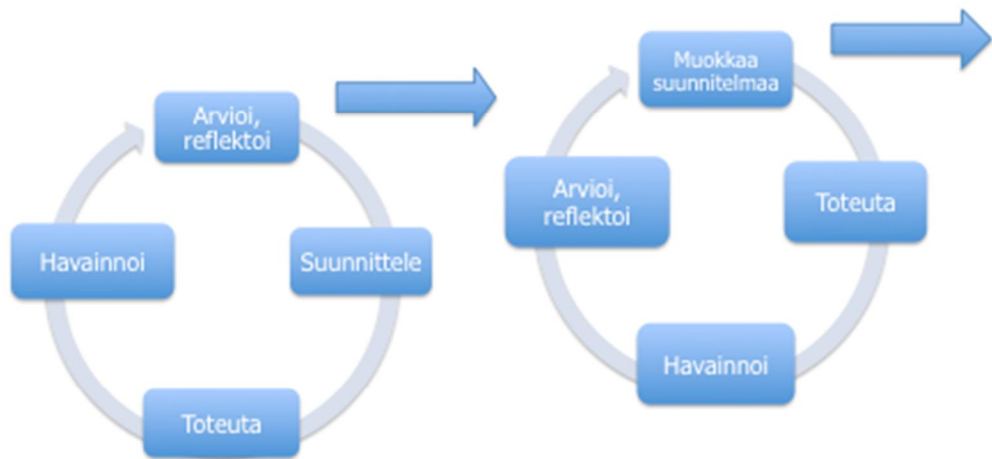 Arvioi,
reflektoi
Suunnittele
Toteuta
Havainnoi
Muokkaa
suunnitelmaa
Toteuta
Havainnoi
Arvioi,
reflektoi